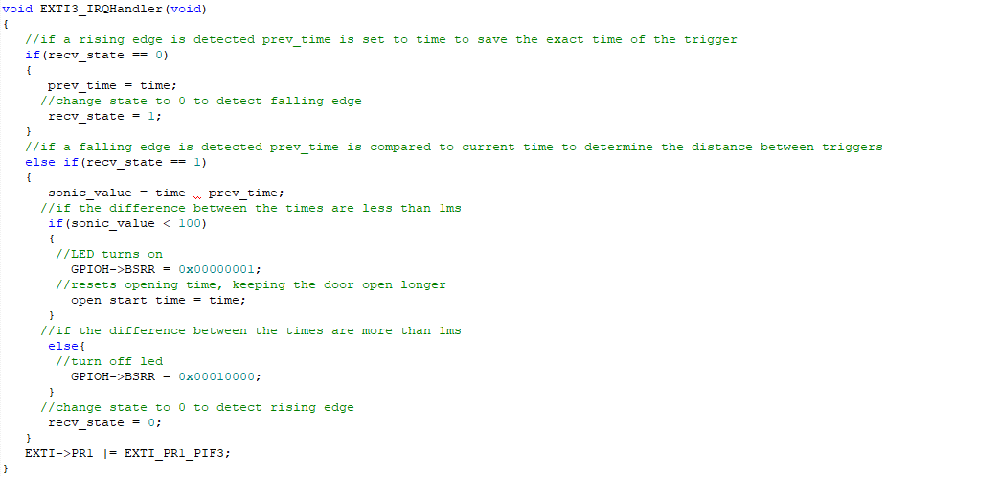 void EXTI3_IRQHandler(void)
{
//if a rising edge is detected prev_time is set to time to save the exact time of the trigger
if(recv_state == 0)
{
prev_time = time;
//change state to 0 to detect falling edge
recv_state = 1;
}
//if a falling edge is detected prev_time is compared to current time to determine the distance between triggers
else if(recv_state == 1)
{
sonic_value = time - prev_time;
//if the difference between the times are less than 1ms
if(sonic_value < 100)
{
//LED turns on
GPIOH->BSRR = 0x00000001;
//resets opening time, keeping the door open longer
open_start_time = time;
}
//if the difference between the times are more than 1ms
else{
//turn off led
GPIOH->BSRR = 0x00010000;
}
//change state to 0 to detect rising edge
recv_state = 0;
}
EXTI->PR1 |= EXTI_PR1_PIF3;
}